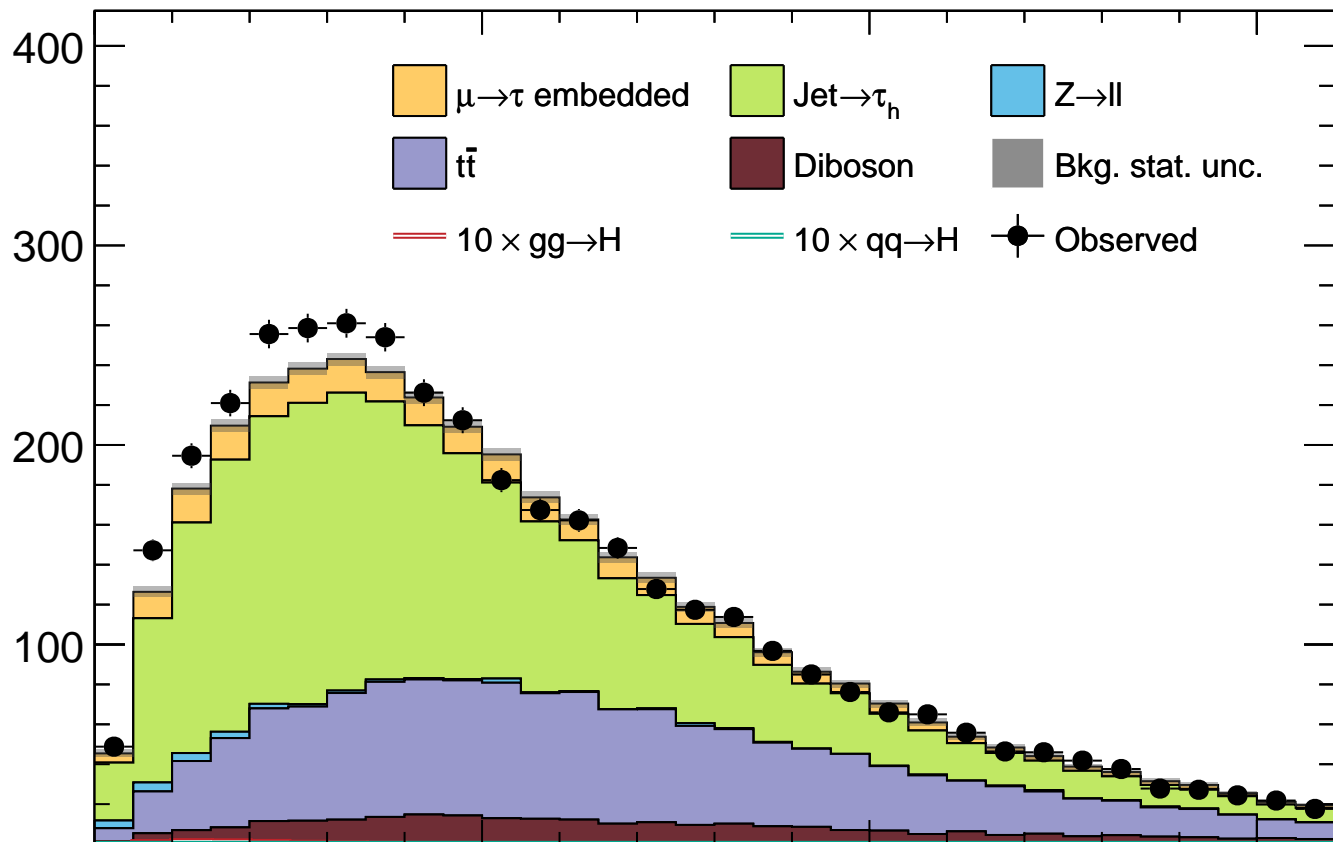 400
μ→τ embedded Jet→τₕ Z→ll
tt̄ Diboson Bkg. stat. unc.
300
10 × gg→H 10 × qq→H Observed
200
100